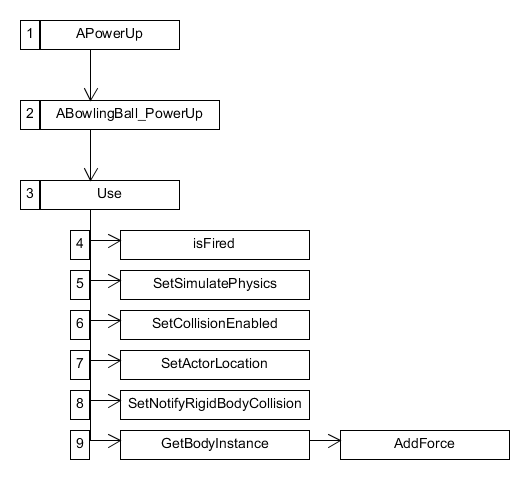 1 APowerUp
2 ABowlingBall_PowerUp
3 Use
4 isFired
5 SetSimulatePhysics
6 SetCollisionEnabled
7 SetActorLocation
8 SetNotifyRigidBodyCollision
9 GetBodyInstance AddForce